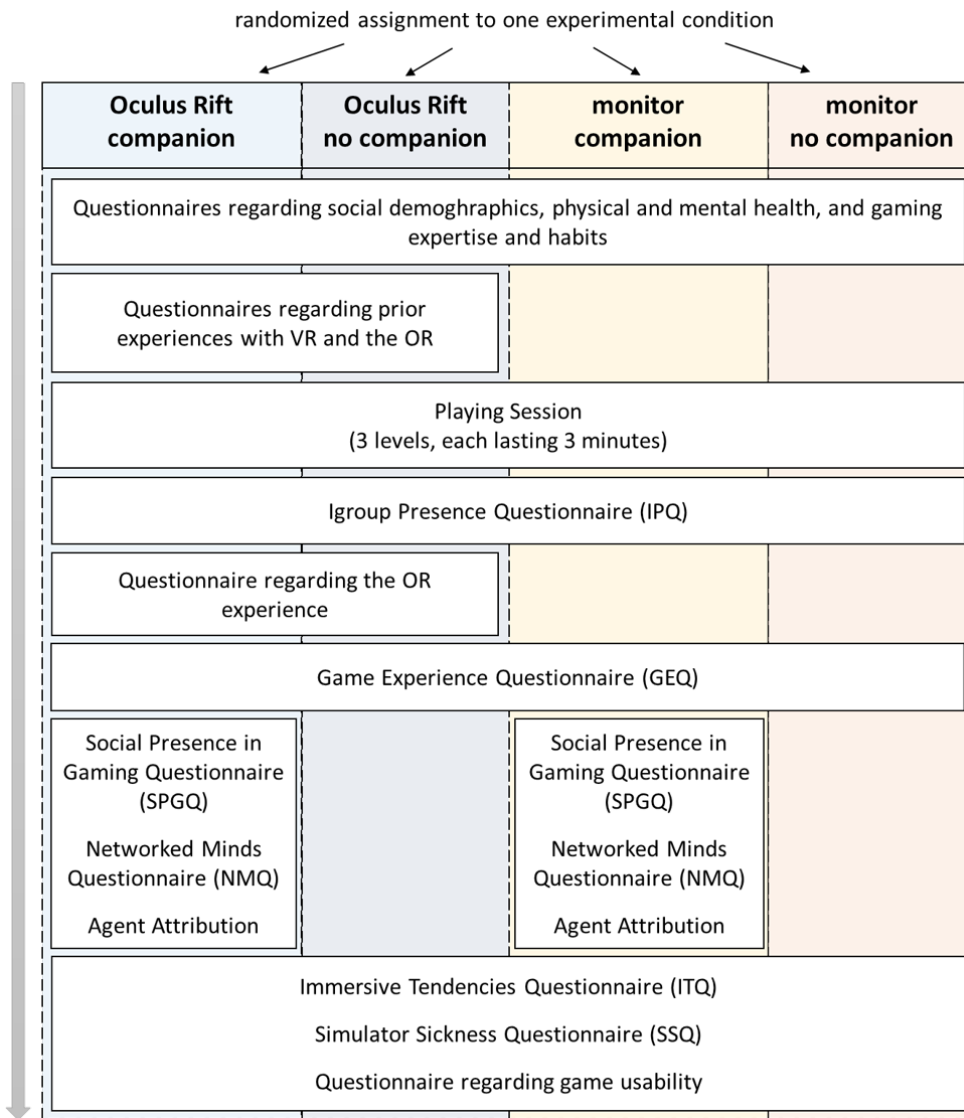 randomized assignment to one experimental condition
Oculus Rift
companion
Oculus Rift
no companion
monitor
companion
monitor
no companion
Questionnaires regarding social demoghraphics, physical and mental health, and gaming
expertise and habits
Questionnaires regarding prior
experiences with VR and the OR
Playing Session
(3 levels, each lasting 3 minutes)
Igroup Presence Questionnaire (IPQ)
Questionnaire regarding the OR
experience
Game Experience Questionnaire (GEQ)
Social Presence in
Gaming Questionnaire
(SPGQ)
Networked Minds
Questionnaire (NMQ)
Agent Attribution
Social Presence in
Gaming Questionnaire
(SPGQ)
Networked Minds
Questionnaire (NMQ)
Agent Attribution
Immersive Tendencies Questionnaire (ITQ)
Simulator Sickness Questionnaire (SSQ)
Questionnaire regarding game usability